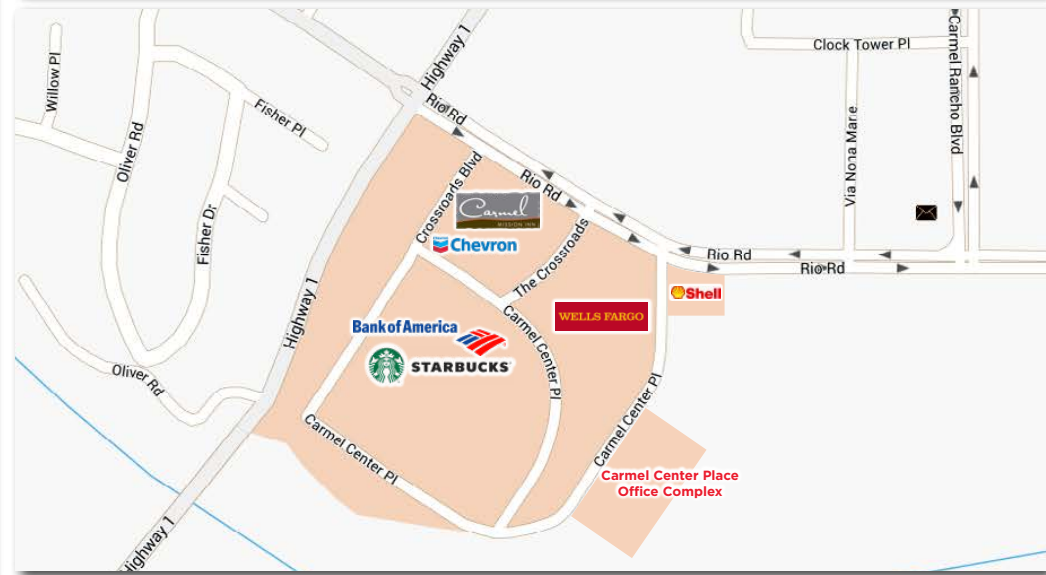 Highway 1
Clock Tower Pl
Carmel Rancho Blvd
Willow Pl
Rio Rd
Fisher Pl
Oliver Rd
Via Nona Marie
Crossroads Blvd
Rio Rd
Carmel
MISSION INN
Fisher Dr
Chevron
The Crossroads
Rio Rd
Rio Rd
Highway 1
Shell
WELLS FARGO
Carmel Center Pl
Bank of America
STARBUCKS
Oliver Rd
Carmel Center Pl
Carmel Center Pl
Carmel Center Place
Office Complex
Highway 1